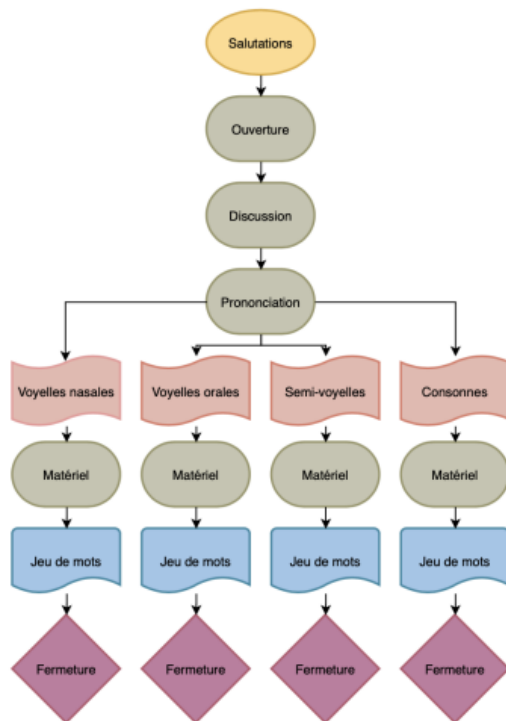 Salutations
Ouverture
Discussion
Prononciation
Voyelles nasales
Voyelles orales
Semi-voyelles
Consonnes
Matériel
Matériel
Matériel
Matériel
Jeu de mots
Jeu de mots
Jeu de mots
Jeu de mots
Fermeture
Fermeture
Fermeture
Fermeture